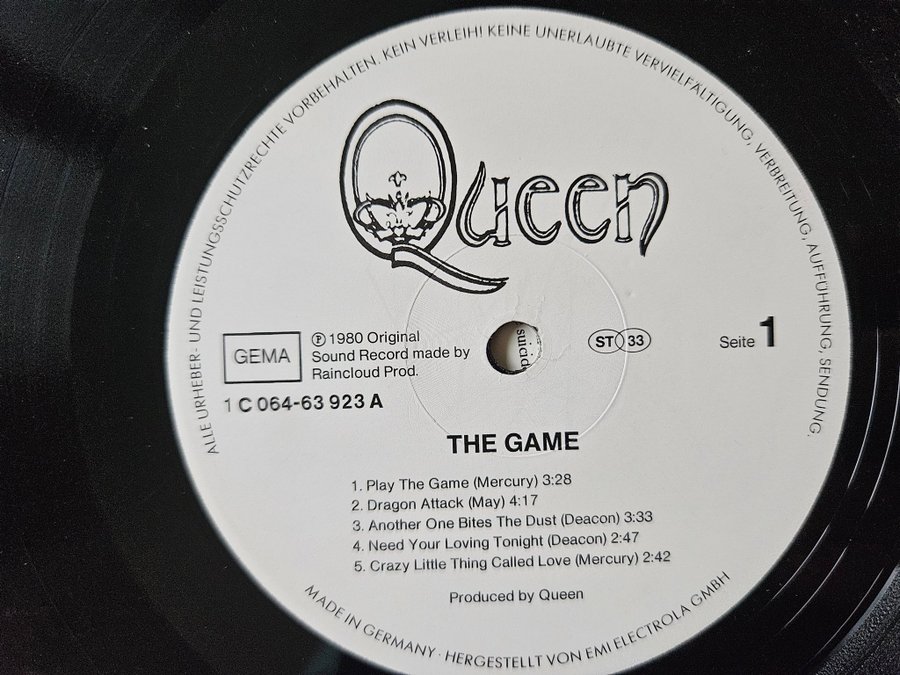 ALLE URHEBER- UND LEISTUNGSSCHUTZRECHTE VORBEHALTEN. KEIN VERLEIH! KEINE UNERLAUBTE VERVIELFÄLTIGUNG, VERBREITUNG, AUFFÜHRUNG, SENDUNG.
Queen
GEMA
℗ 1980 Original
Sound Record made by
Raincloud Prod.
1 C 064-63 923 A
suicid
ST 33
Seite 1
THE GAME
1. Play The Game (Mercury) 3:28
2. Dragon Attack (May) 4:17
3. Another One Bites The Dust (Deacon) 3:33
4. Need Your Loving Tonight (Deacon) 2:47
5. Crazy Little Thing Called Love (Mercury) 2:42
Produced by Queen
MADE IN GERMANY · HERGESTELLT VON EMI ELECTROLA GMBH